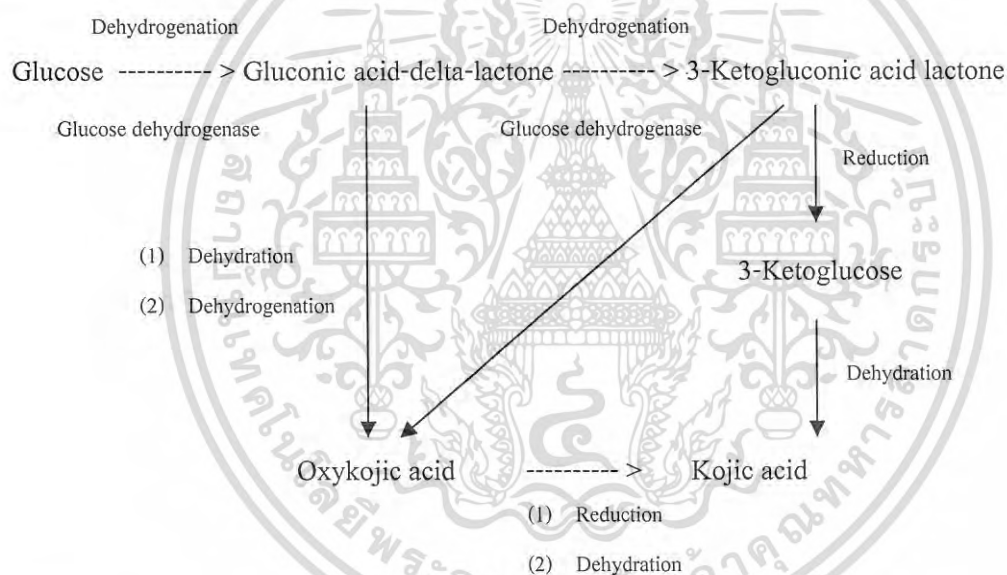 Dehydrogenation Dehydrogenation
Glucose ----------- > Gluconic acid-delta-lactone ----------- > 3-Ketogluconic acid lactone
Glucose dehydrogenase Glucose dehydrogenase
Reduction
(1) Dehydration
3-Ketoglucose
(2) Dehydrogenation
Dehydration
Oxykojic acid ----------- > Kojic acid
(1) Reduction
(2) Dehydration